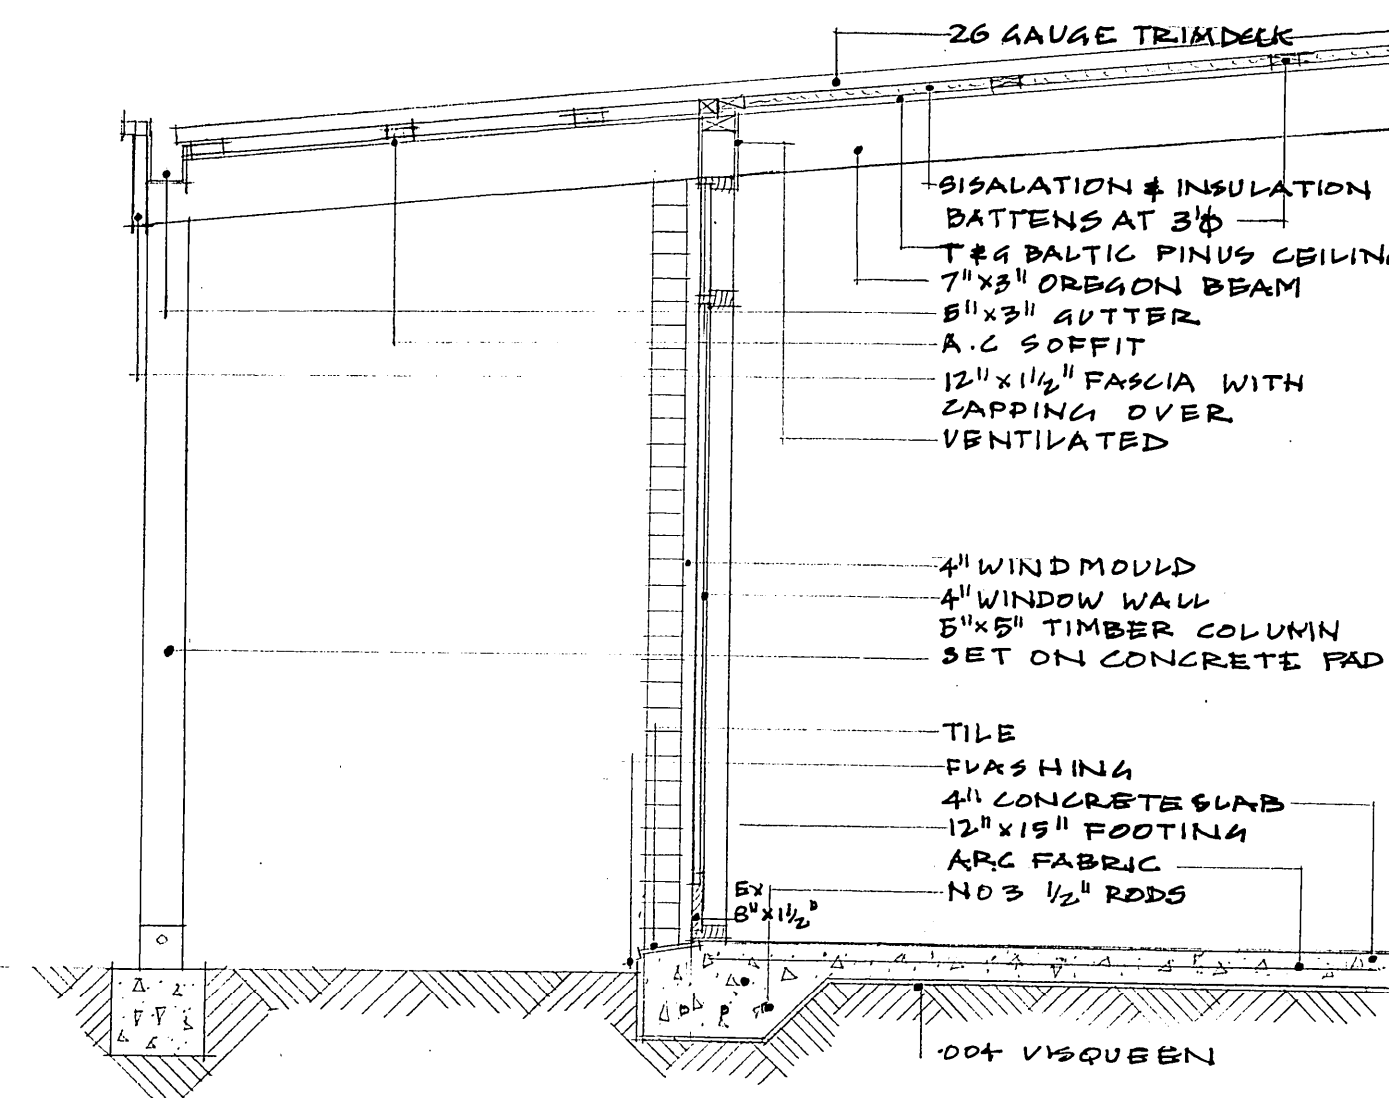 26 GAUGE TRIMDECK
SISALATION & INSULATION
BATTENS AT 3'φ
T & G BALTIC PINUS CEILING
7"x3" OREGON BEAM
5"x3" GUTTER
A.C SOFFIT
12"x1½" FASCIA WITH
CAPPING OVER
VENTILATED
4" WINDMOULD
4" WINDOW WALL
5"x5" TIMBER COLUMN
SET ON CONCRETE PAD
TILE
FLASHING
4" CONCRETE SLAB
12"x15" FOOTING
ARC FABRIC
NO 3 ½" RODS
EX
8"x1½"
.004 VISQUEEN